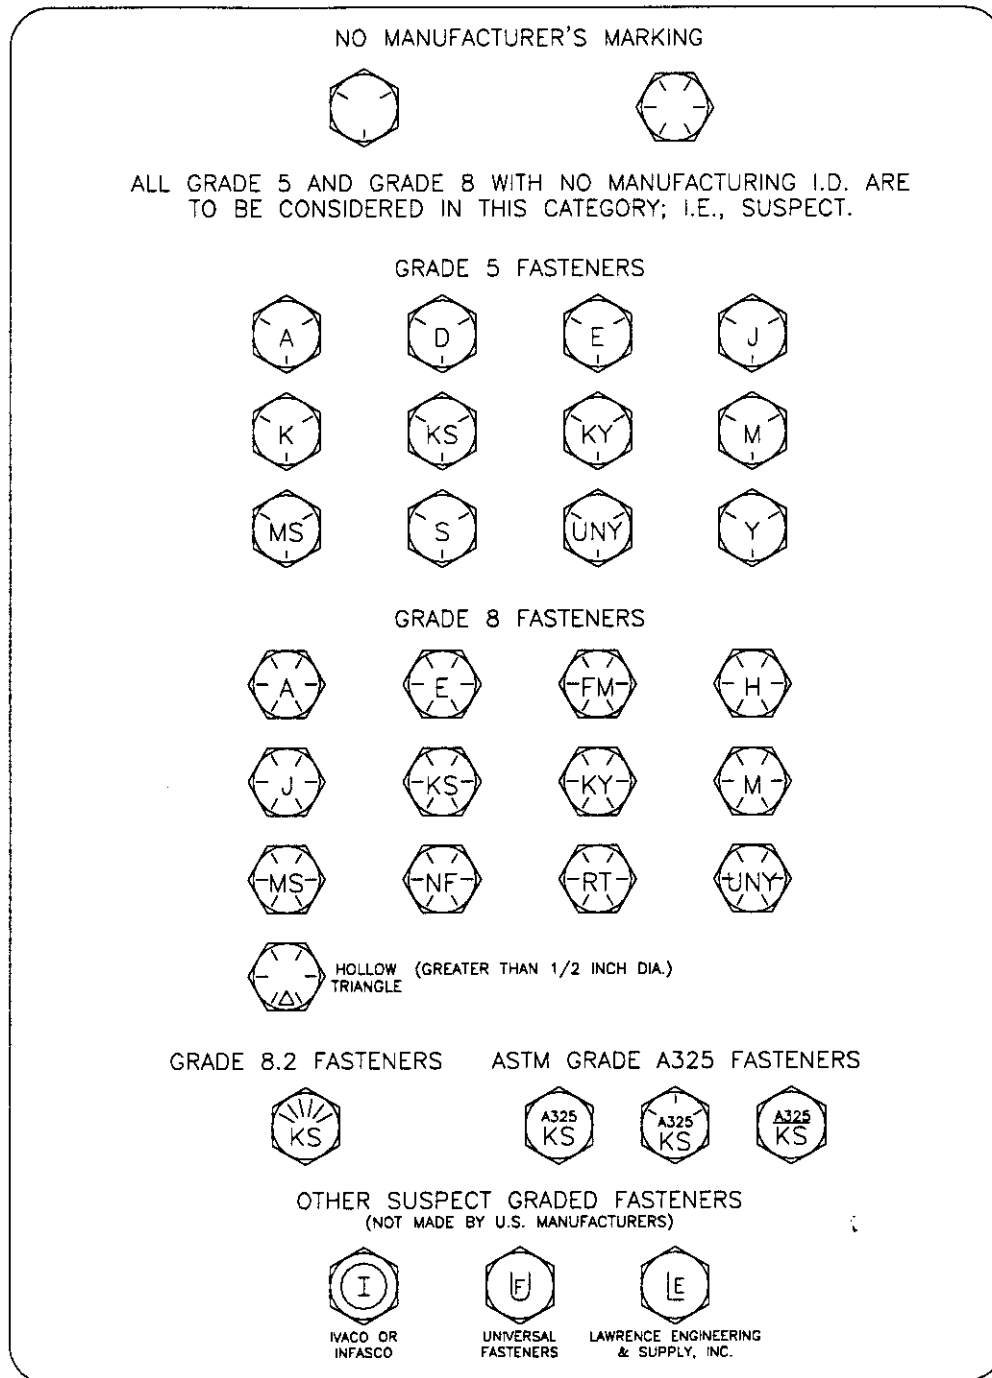 NO MANUFACTURER'S MARKING
ALL GRADE 5 AND GRADE 8 WITH NO MANUFACTURING I.D. ARE
TO BE CONSIDERED IN THIS CATEGORY; I.E., SUSPECT.
GRADE 5 FASTENERS
A D E J
K KS KY M
MS S UNY Y
GRADE 8 FASTENERS
A E FM H
J KS KY M
MS NF RT UNY
HOLLOW (GREATER THAN 1/2 INCH DIA.)
TRIANGLE
GRADE 8.2 FASTENERS ASTM GRADE A325 FASTENERS
A325 A325 A325
KS KS KS KS
OTHER SUSPECT GRADED FASTENERS
(NOT MADE BY U.S. MANUFACTURERS)
I UF LE
IVACO OR UNIVERSAL LAWRENCE ENGINEERING
INFASCO FASTENERS & SUPPLY, INC.